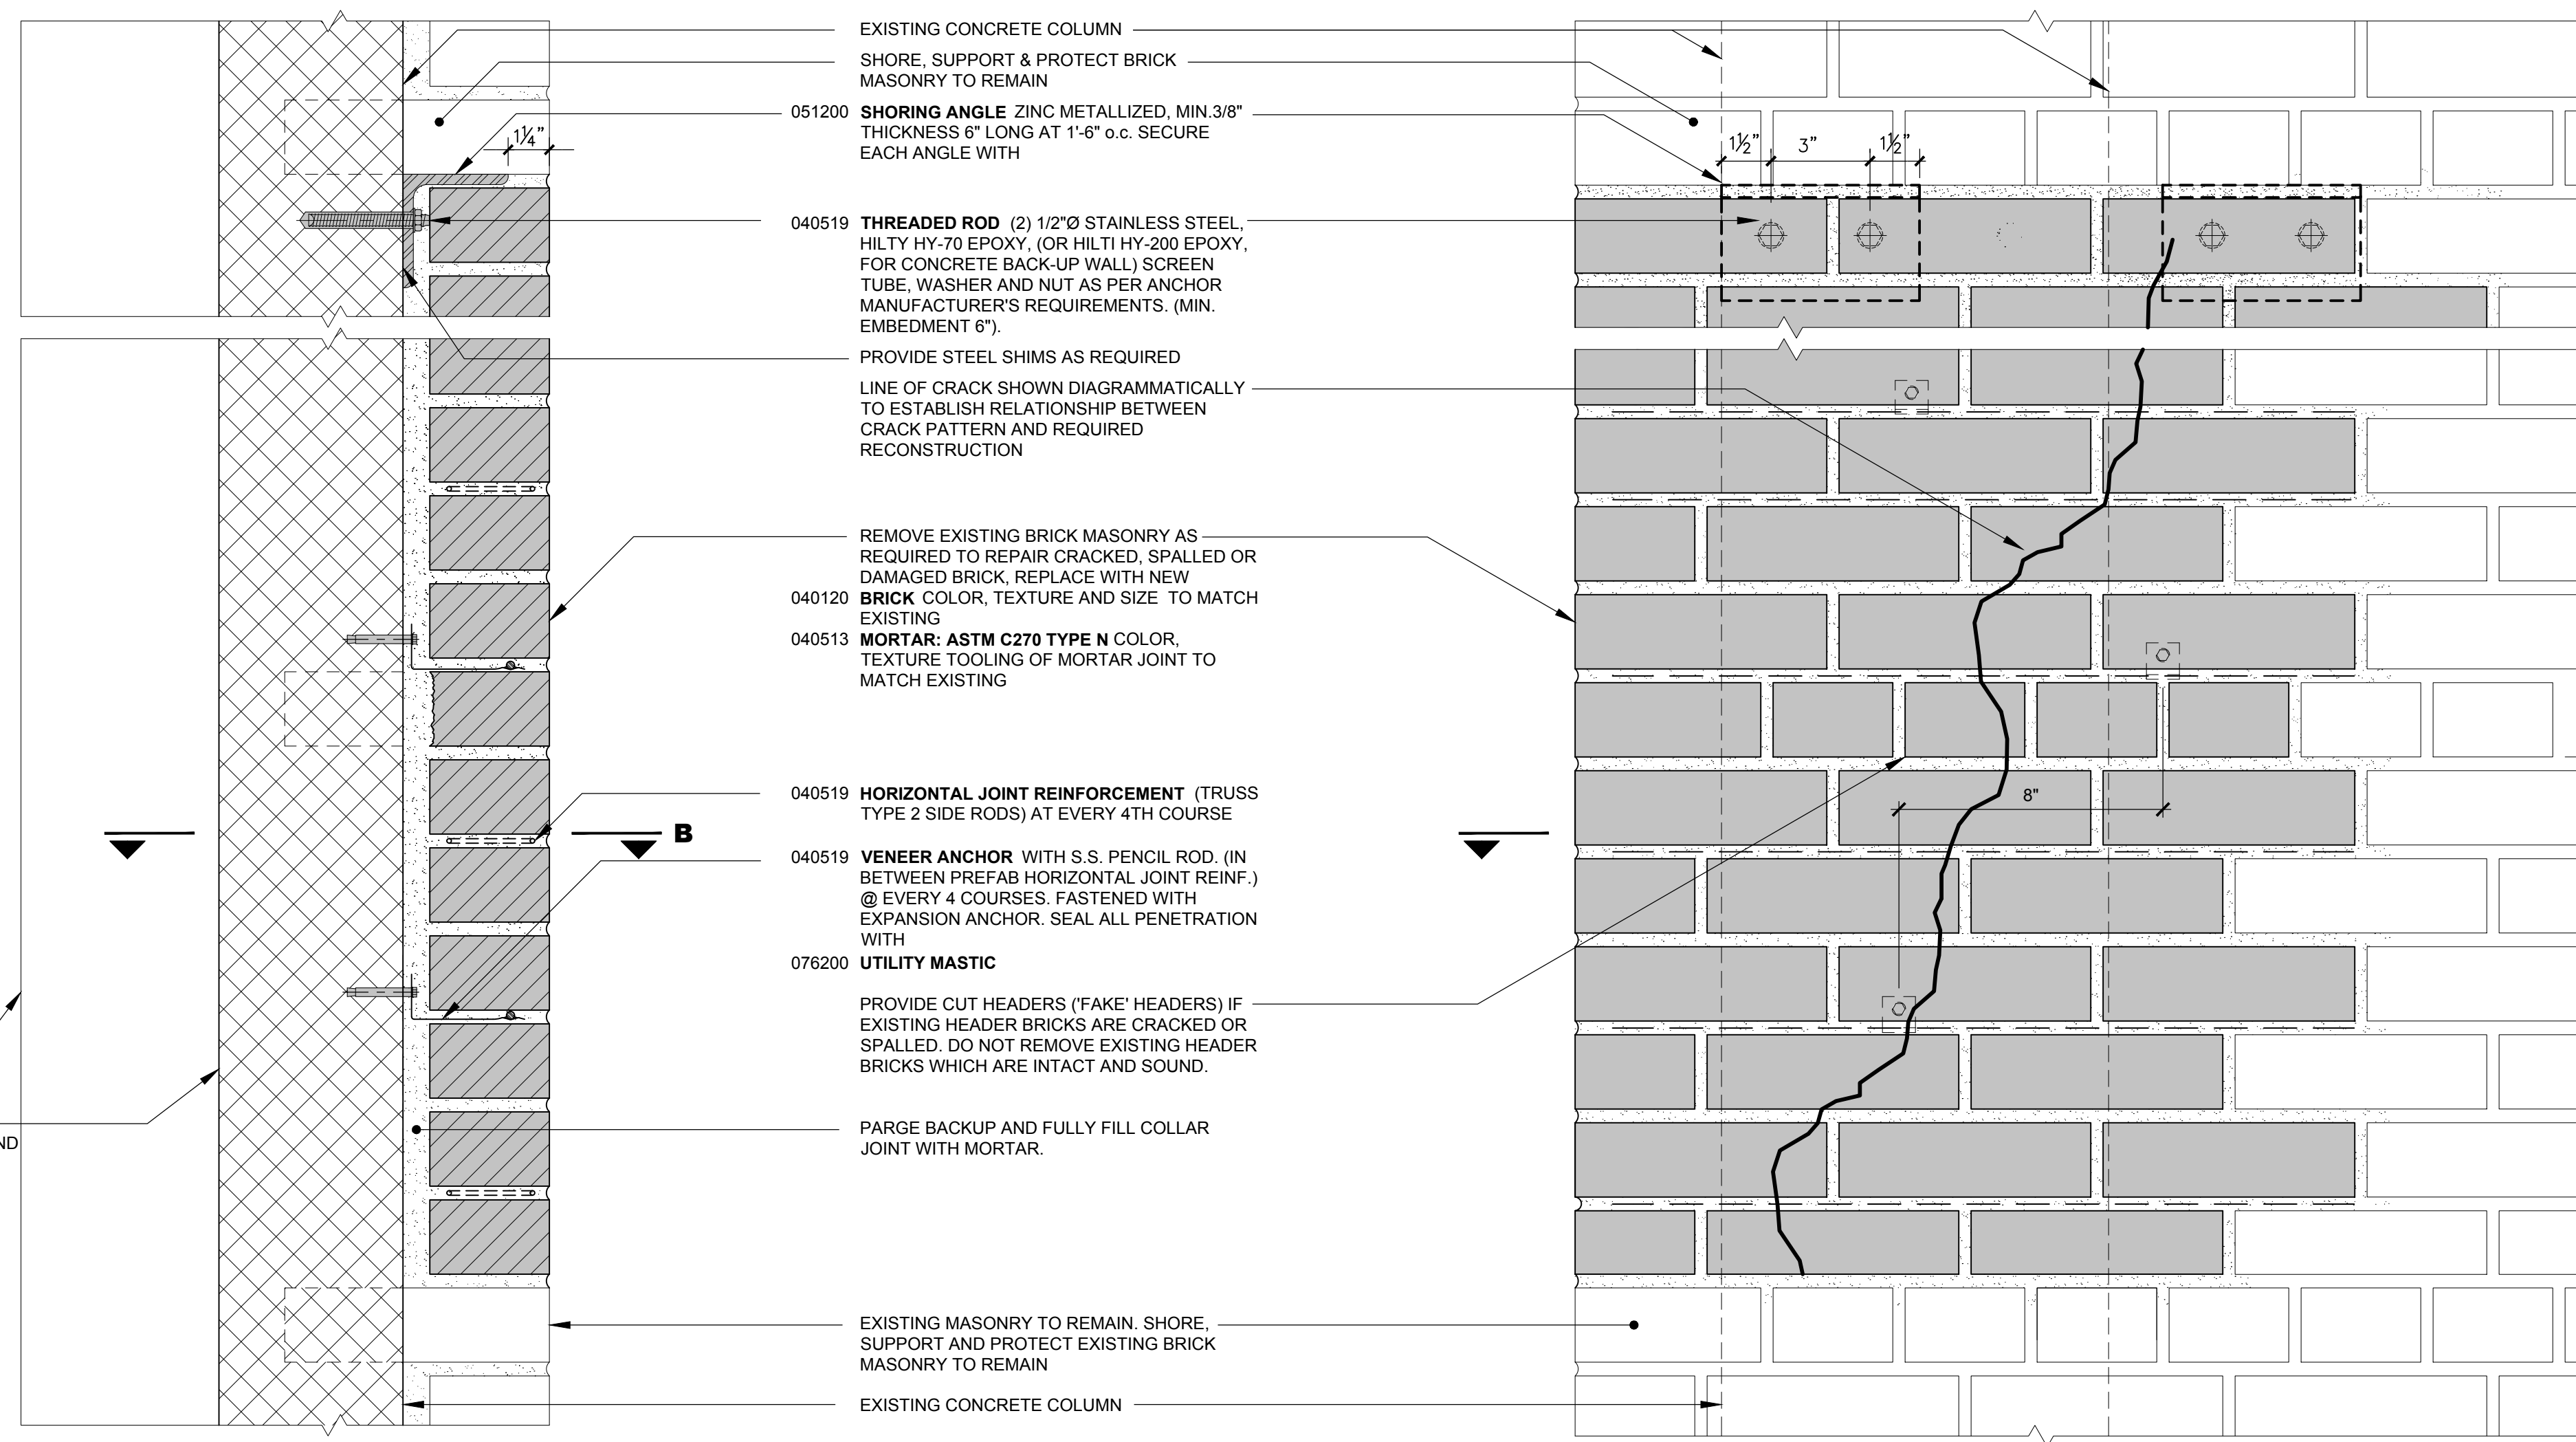 EXISTING CONCRETE COLUMN
SHORE, SUPPORT & PROTECT BRICK
MASONRY TO REMAIN
051200 SHORING ANGLE ZINC METALLIZED, MIN.3/8"
THICKNESS 6" LONG AT 1'-6" o.c. SECURE
EACH ANGLE WITH
1¼"
1½" 3" 1½"
040519 THREADED ROD (2) 1/2"Ø STAINLESS STEEL,
HILTY HY-70 EPOXY, (OR HILTI HY-200 EPOXY,
FOR CONCRETE BACK-UP WALL) SCREEN
TUBE, WASHER AND NUT AS PER ANCHOR
MANUFACTURER'S REQUIREMENTS. (MIN.
EMBEDMENT 6").
PROVIDE STEEL SHIMS AS REQUIRED
LINE OF CRACK SHOWN DIAGRAMMATICALLY
TO ESTABLISH RELATIONSHIP BETWEEN
CRACK PATTERN AND REQUIRED
RECONSTRUCTION
REMOVE EXISTING BRICK MASONRY AS
REQUIRED TO REPAIR CRACKED, SPALLED OR
DAMAGED BRICK, REPLACE WITH NEW
040120 BRICK COLOR, TEXTURE AND SIZE TO MATCH
EXISTING
040513 MORTAR: ASTM C270 TYPE N COLOR,
TEXTURE TOOLING OF MORTAR JOINT TO
MATCH EXISTING
040519 HORIZONTAL JOINT REINFORCEMENT (TRUSS
TYPE 2 SIDE RODS) AT EVERY 4TH COURSE
8"
B
040519 VENEER ANCHOR WITH S.S. PENCIL ROD. (IN
BETWEEN PREFAB HORIZONTAL JOINT REINF.)
@ EVERY 4 COURSES. FASTENED WITH
EXPANSION ANCHOR. SEAL ALL PENETRATION
WITH
076200 UTILITY MASTIC
PROVIDE CUT HEADERS ('FAKE' HEADERS) IF
EXISTING HEADER BRICKS ARE CRACKED OR
SPALLED. DO NOT REMOVE EXISTING HEADER
BRICKS WHICH ARE INTACT AND SOUND.
PARGE BACKUP AND FULLY FILL COLLAR
JOINT WITH MORTAR.
ND
EXISTING MASONRY TO REMAIN. SHORE,
SUPPORT AND PROTECT EXISTING BRICK
MASONRY TO REMAIN
EXISTING CONCRETE COLUMN